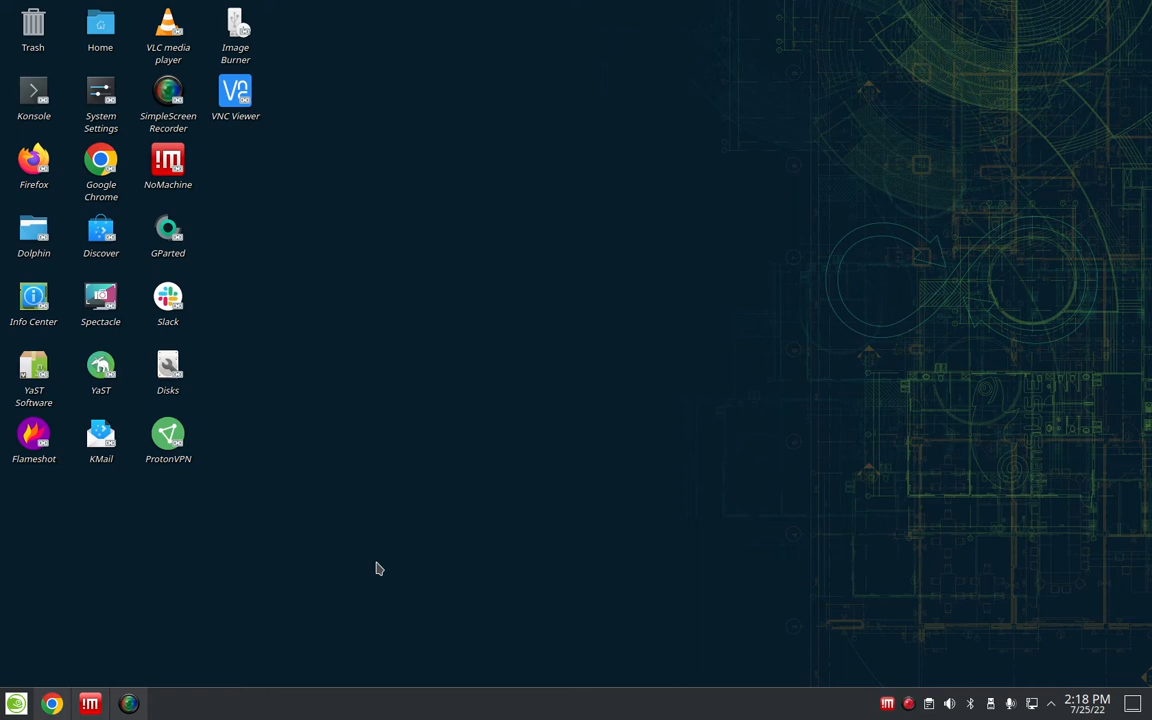 Trash
Home
VLC media
player
Image
Burner
Konsole
System
Settings
SimpleScreen
Recorder
VNC Viewer
Firefox
Google
Chrome
NoMachine
Dolphin
Discover
GParted
Info Center
Spectacle
Slack
YaST
Software
YaST
Disks
Flameshot
KMail
ProtonVPN
2:18 PM
7/25/22